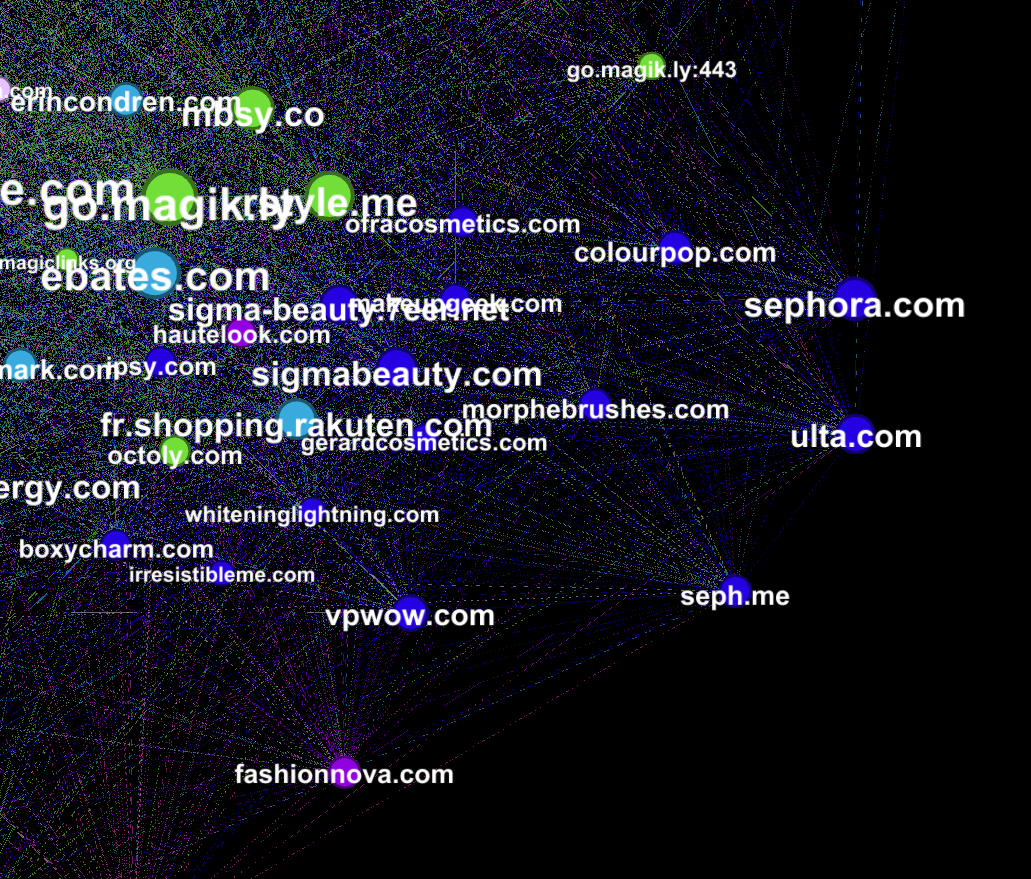 go.magik.ly:443
erincondren.com
mbsy.co
e.com
go.magik.ly
rstyle.me
ofracosmetics.com
colourpop.com
magiclinks.org
ebates.com
sephora.com
sigma-beauty.7eer.net
makeupgeek.com
hautelook.com
mark.com
ipsy.com
sigmabeauty.com
morphebrushes.com
fr.shopping.rakuten.com
gerardcosmetics.com
ulta.com
octoly.com
ergy.com
whiteninglightning.com
boxycharm.com
irresistibleme.com
seph.me
vpwow.com
fashionnova.com